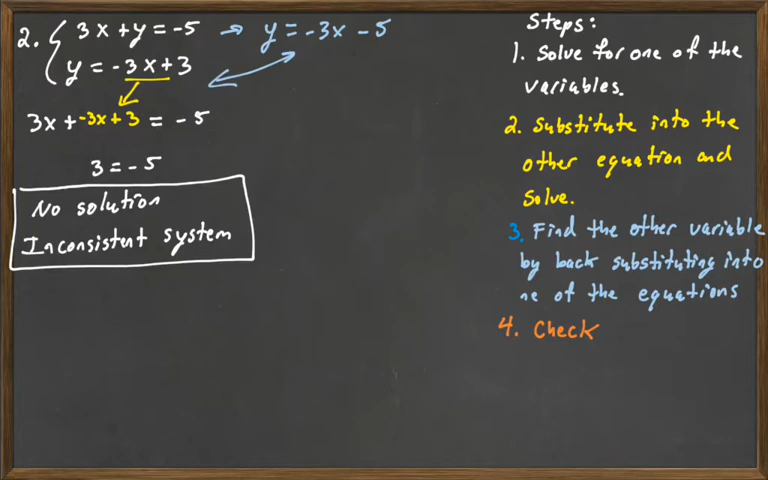 2. { 3x + y = -5 → y = -3x - 5
y = -3x + 3
3x + -3x + 3 = -5
3 = -5
No solution
Inconsistent system
Steps:
1. Solve for one of the
variables.
2. Substitute into the
other equation and
Solve.
3. Find the other variable
by back substituting into
ne of the equations
4. Check